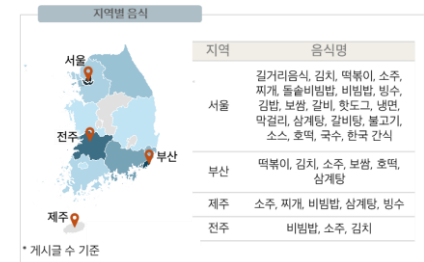 지역별 음식
서울
전주
부산
제주
* 게시글 수 기준
지역 음식명
서울
길거리음식, 김치, 떡볶이, 소주,
찌개, 돌솥비빔밥, 비빔밥, 빙수,
김밥, 보쌈, 갈비, 핫도그, 냉면,
막걸리, 삼계탕, 갈비탕, 불고기,
소스, 호떡, 국수, 한국 간식
부산
떡볶이, 김치, 소주, 보쌈, 호떡,
삼계탕
제주 소주, 찌개, 비빔밥, 삼계탕, 빙수
전주 비빔밥, 소주, 김치